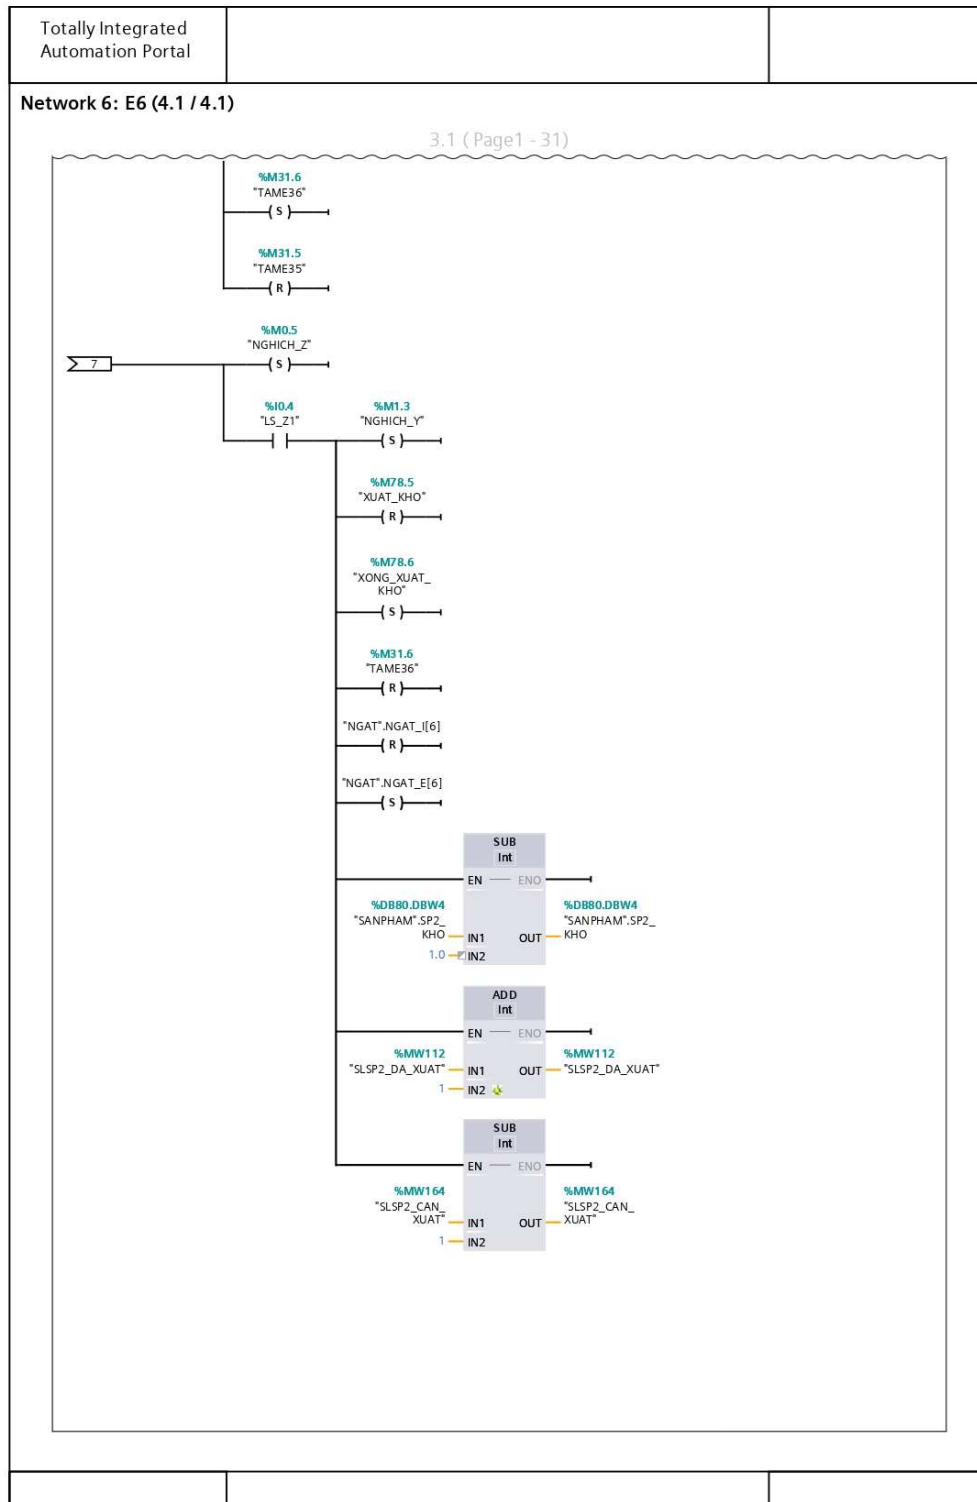 Totally Integrated
Automation Portal
Network 6: E6 (4.1 / 4.1)
3.1 ( Page1 - 31)
%M31.6
"TAME36"
S
%M31.5
"TAME35"
R
%M0.5
"NGHICH_Z"
7
S
%I0.4
"LS_Z1"
%M1.3
"NGHICH_Y"
S
%M78.5
"XUAT_KHO"
R
%M78.6
"XONG_XUAT_
KHO"
S
%M31.6
"TAME36"
R
"NGAT".NGAT_I[6]
R
"NGAT".NGAT_E[6]
S
SUB
Int
EN ENO
%DB80.DBW4
"SANPHAM".SP2_
KHO
IN1
1.0
IN2
OUT
%DB80.DBW4
"SANPHAM".SP2_
KHO
ADD
Int
EN ENO
%MW112
"SLSP2_DA_XUAT"
IN1
1
IN2
OUT
%MW112
"SLSP2_DA_XUAT"
SUB
Int
EN ENO
%MW164
"SLSP2_CAN_
XUAT"
IN1
1
IN2
OUT
%MW164
"SLSP2_CAN_
XUAT"